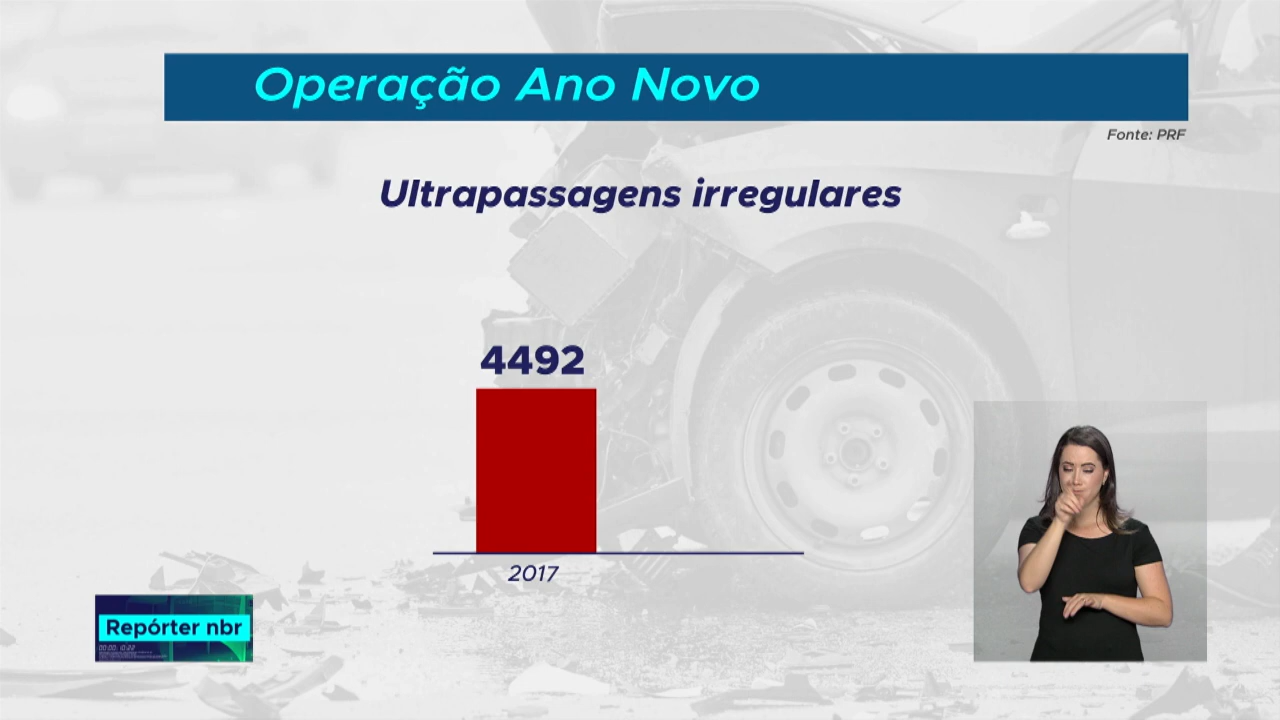 Operação Ano Novo
Fonte: PRF
Ultrapassagens irregulares
4492
2017
Repórter nbr